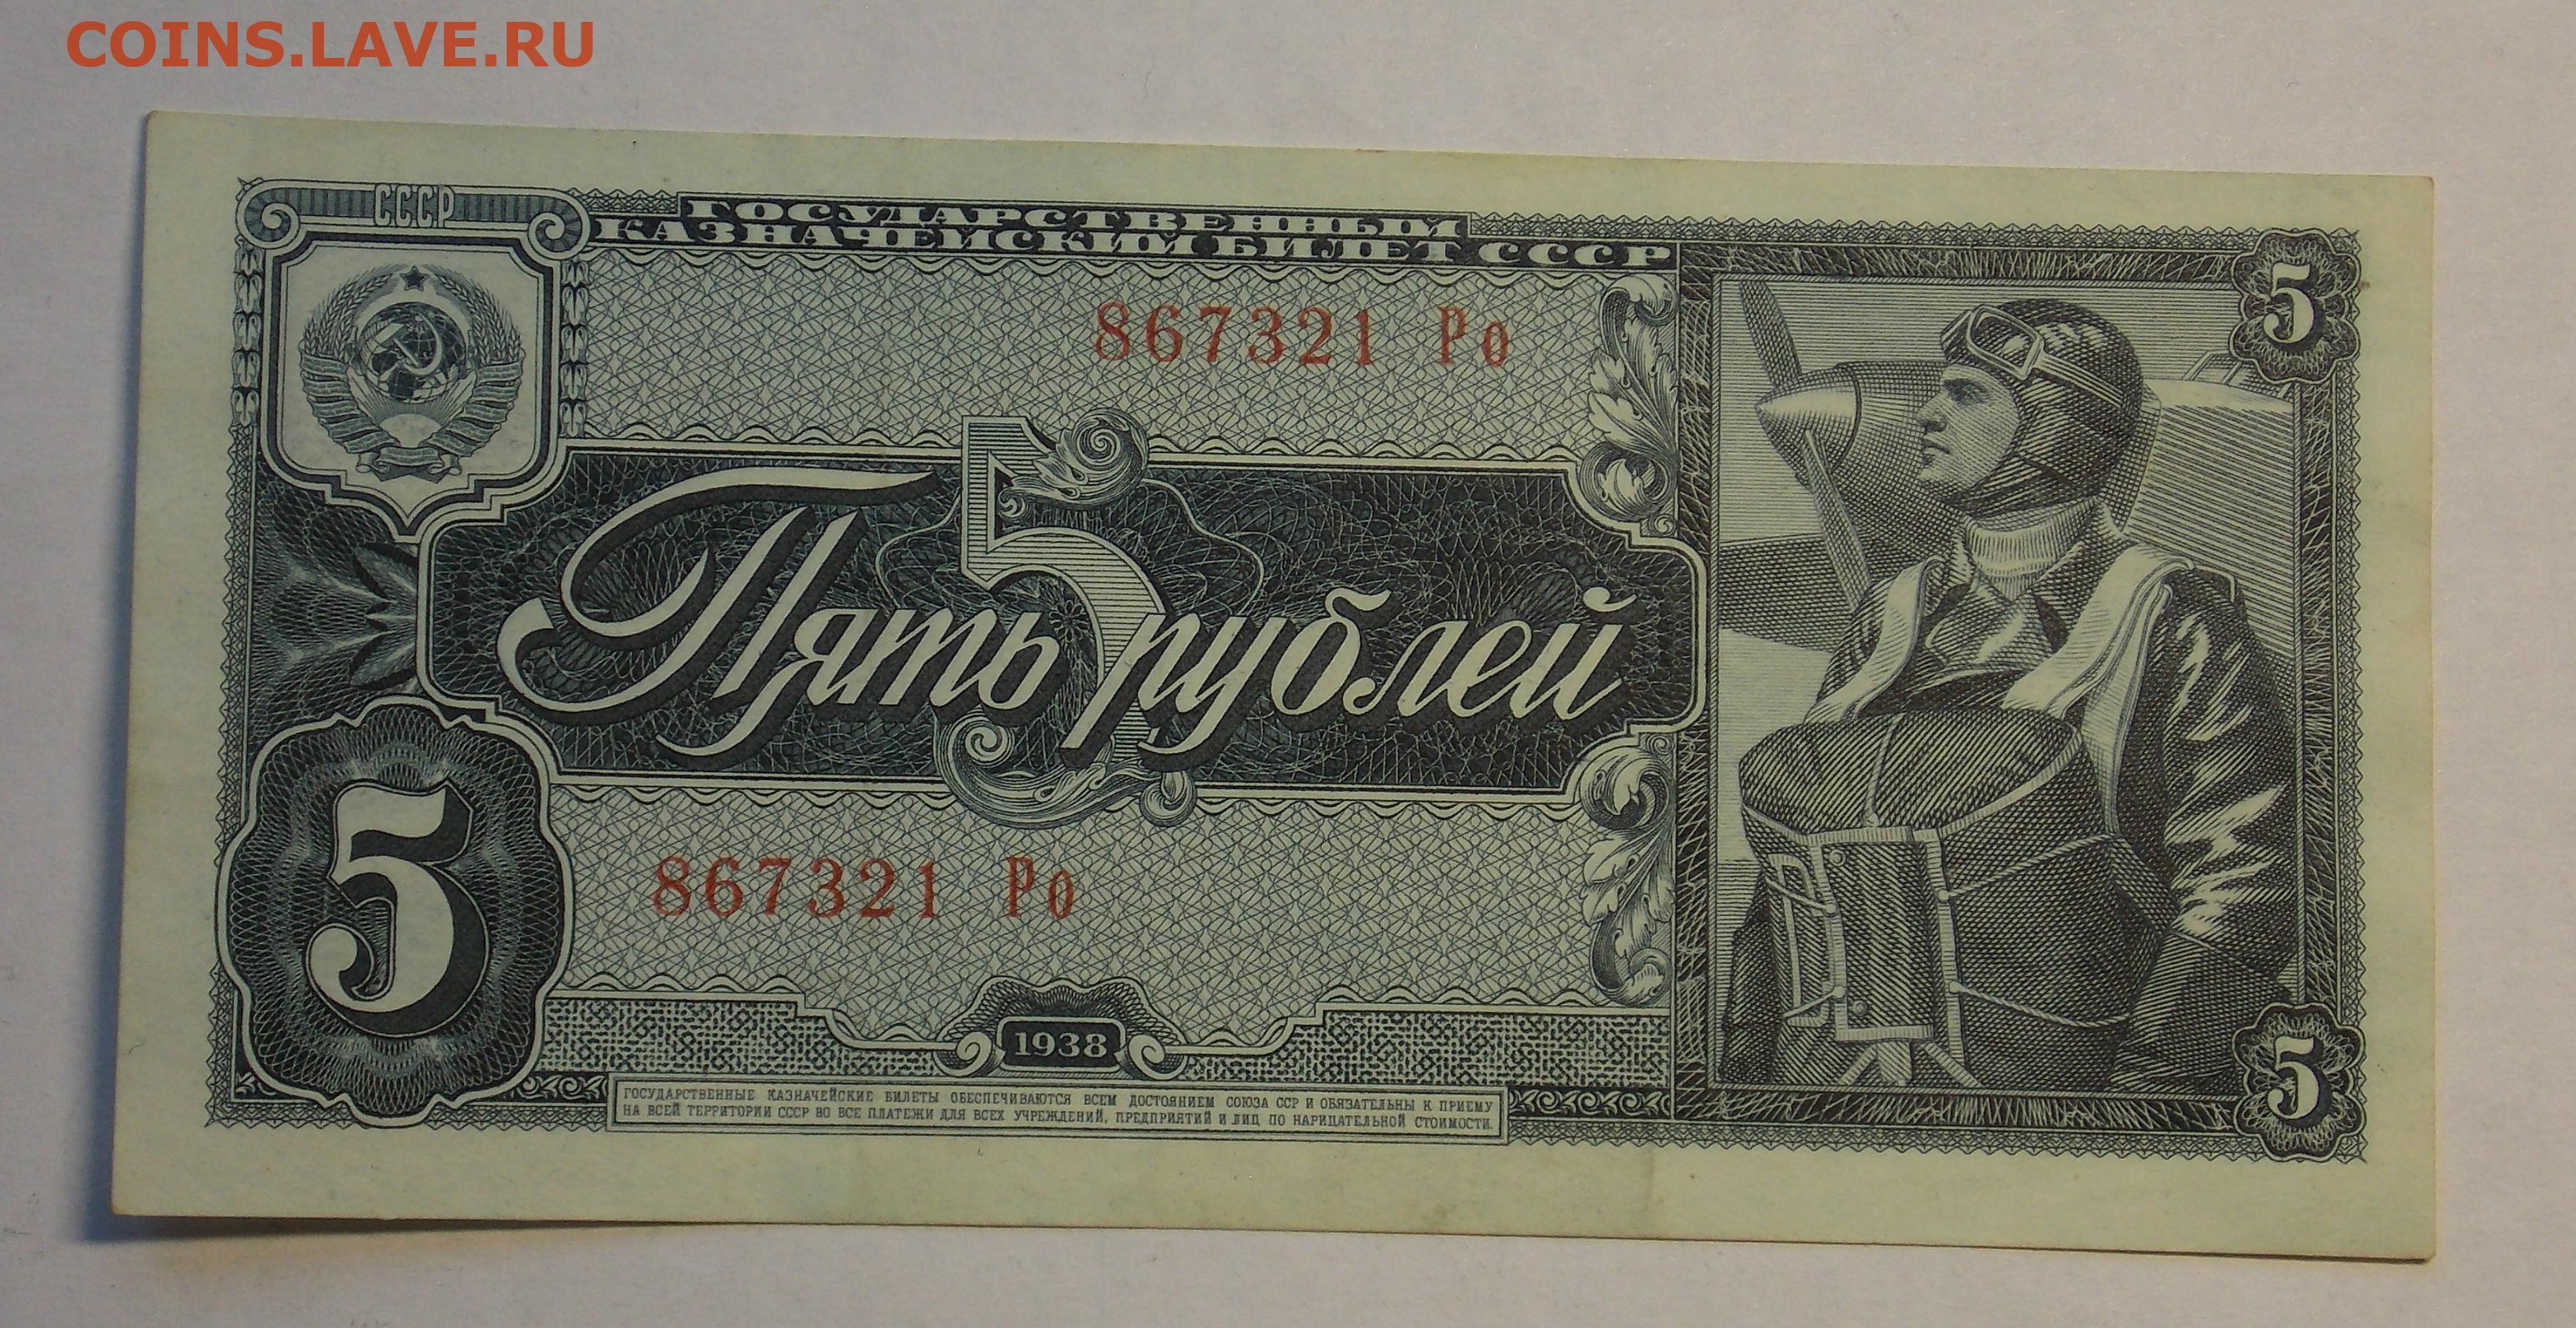 COINS.LAVE.RU
СССР
ГОСУДАРСТВЕННЫЙ
КАЗНАЧЕЙСКИЙ БИЛЕТ СССР
5
867321 Ро
5
Пять рублей
867321 Ро
5
1938
5
ГОСУДАРСТВЕННЫЕ КАЗНАЧЕЙСКИЕ БИЛЕТЫ ОБЕСПЕЧИВАЮТСЯ ВСЕМ ДОСТОЯНИЕМ СОЮЗА ССР И ОБЯЗАТЕЛЬНЫ К ПРИЕМУ
НА ВСЕЙ ТЕРРИТОРИИ СССР ВО ВСЕ ПЛАТЕЖИ ДЛЯ ВСЕХ УЧРЕЖДЕНИЙ, ПРЕДПРИЯТИЙ И ЛИЦ ПО НАРИЦАТЕЛЬНОЙ СТОИМОСТИ.